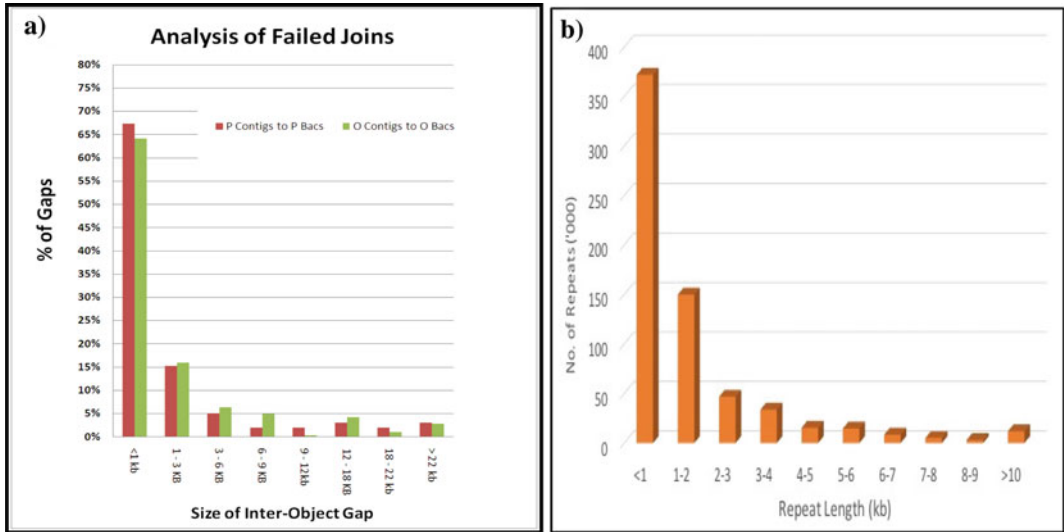 a)
Analysis of Failed Joins
80%
75%
70%
65%
60%
55%
50%
45%
40%
35%
30%
25%
20%
15%
10%
5%
0%
% of Gaps
P Contigs to P Bacs
O Contigs to O Bacs
<1 kb
1 - 3 KB
3 - 6 KB
6 - 9 KB
9 - 12kb
12 - 18 KB
18 - 22 kb
>22 kb
Size of Inter-Object Gap
b)
400
350
300
250
200
150
100
50
0
No. of Repeats ('000)
<1
1-2
2-3
3-4
4-5
5-6
6-7
7-8
8-9
>10
Repeat Length (kb)